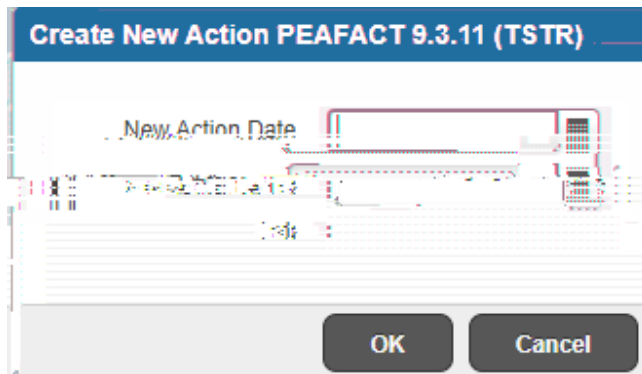 Create New Action PEAFACT 9.3.11 (TSTR)
New Action Date
OK
Cancel